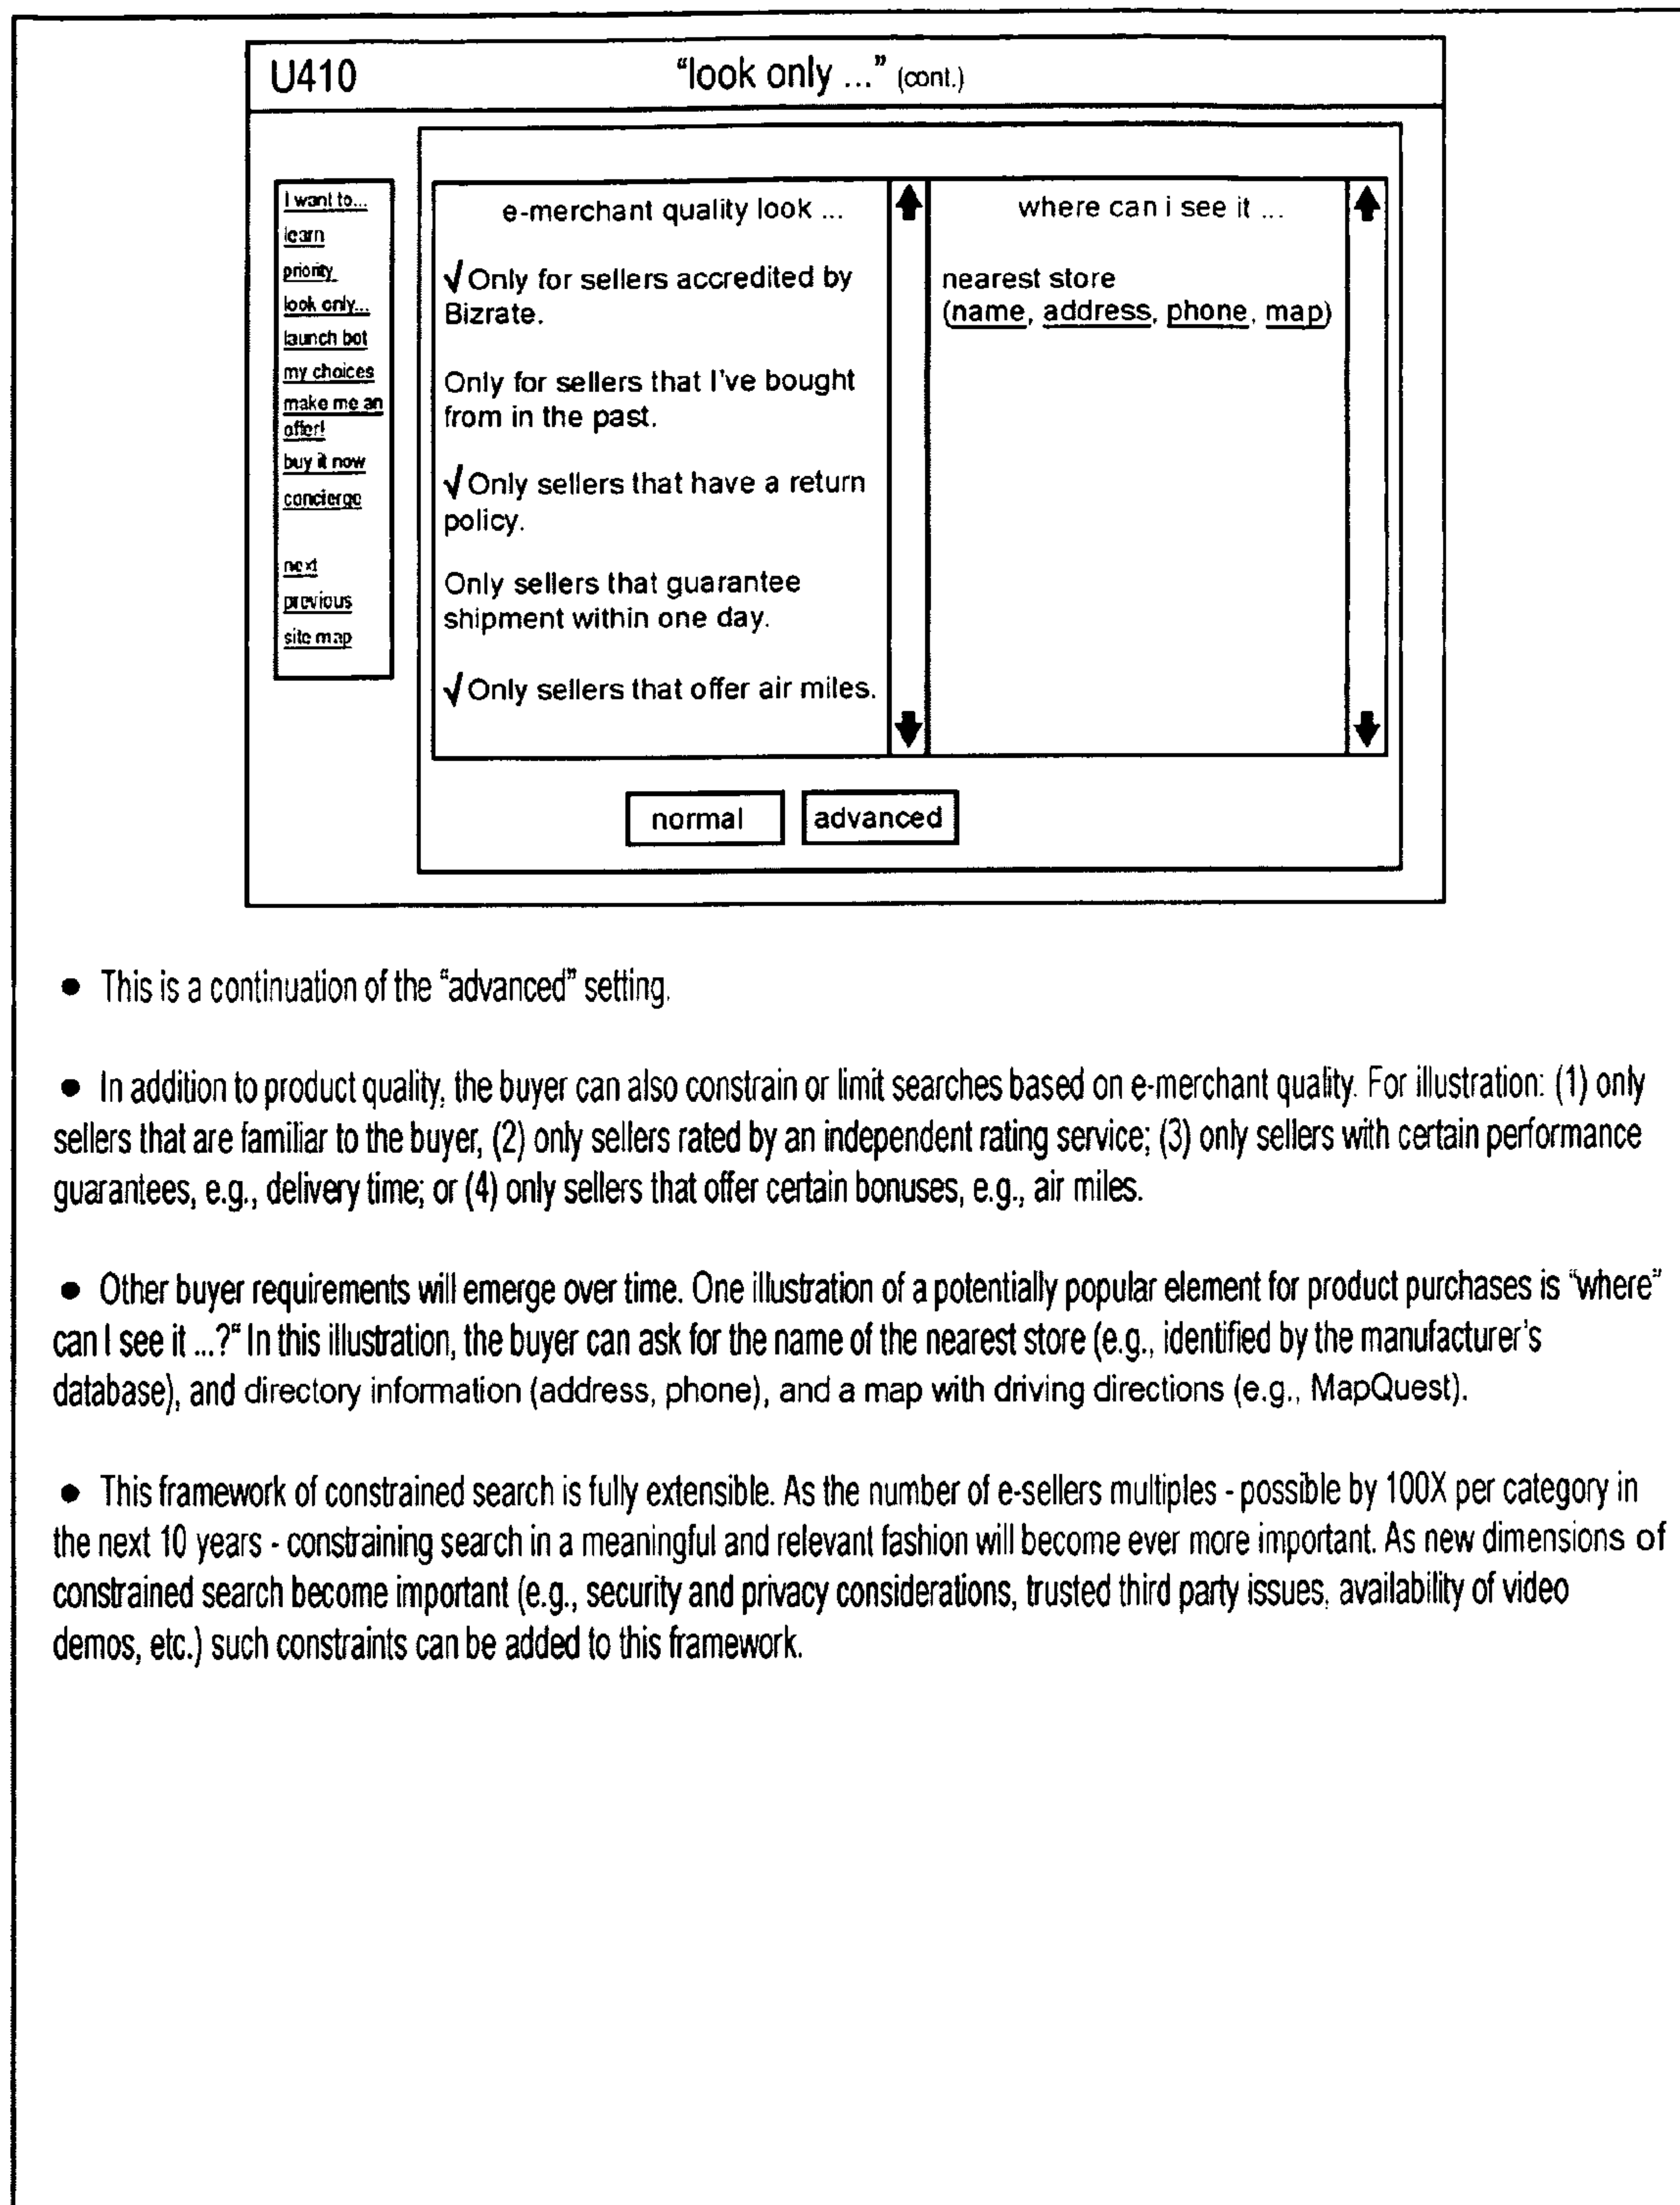 U410 "look only ..." (cont.)
I want to...
learn
priority
look only...
launch bot
my choices
make me an
offer!
buy it now
concierge
next
previous
site map
e-merchant quality look ...
√ Only for sellers accredited by
Bizrate.
Only for sellers that I've bought
from in the past.
√ Only sellers that have a return
policy.
Only sellers that guarantee
shipment within one day.
√ Only sellers that offer air miles.
where can i see it ...
nearest store
(name, address, phone, map)
normal
advanced
• This is a continuation of the "advanced" setting.
• In addition to product quality, the buyer can also constrain or limit searches based on e-merchant quality. For illustration: (1) only
sellers that are familiar to the buyer, (2) only sellers rated by an independent rating service; (3) only sellers with certain performance
guarantees, e.g., delivery time; or (4) only sellers that offer certain bonuses, e.g., air miles.
• Other buyer requirements will emerge over time. One illustration of a potentially popular element for product purchases is "where"
can I see it ...?" In this illustration, the buyer can ask for the name of the nearest store (e.g., identified by the manufacturer's
database), and directory information (address, phone), and a map with driving directions (e.g., MapQuest).
• This framework of constrained search is fully extensible. As the number of e-sellers multiples - possible by 100X per category in
the next 10 years - constraining search in a meaningful and relevant fashion will become ever more important. As new dimensions of
constrained search become important (e.g., security and privacy considerations, trusted third party issues, availability of video
demos, etc.) such constraints can be added to this framework.